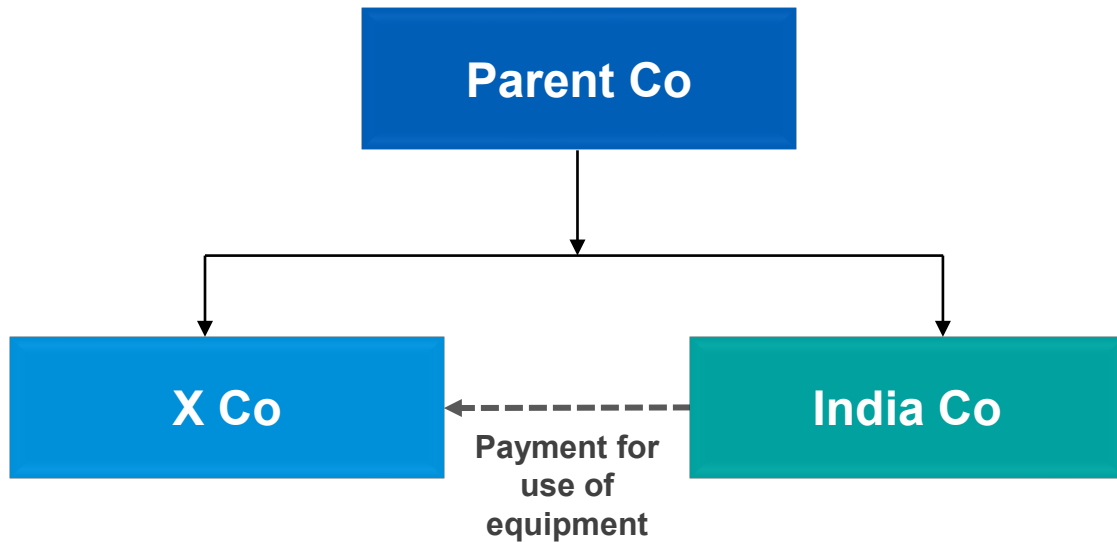 Parent Co
X Co
India Co
Payment for
use of
equipment